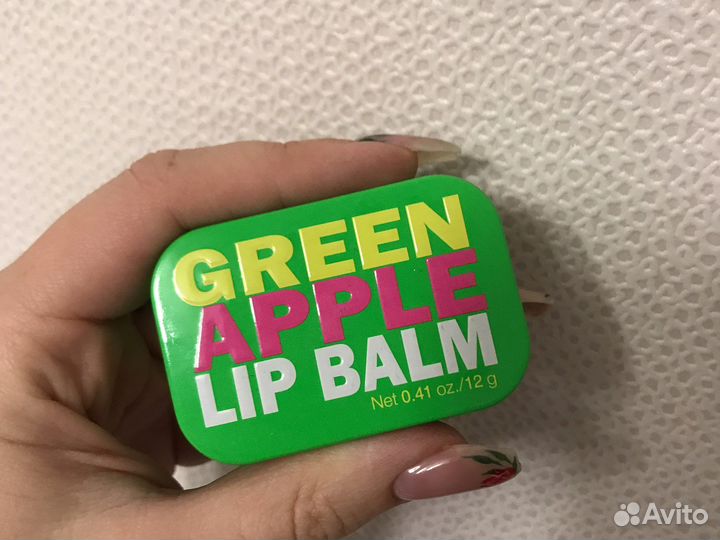 GREEN
APPLE
LIP BALM
Net 0.41 oz./12 g
Avito